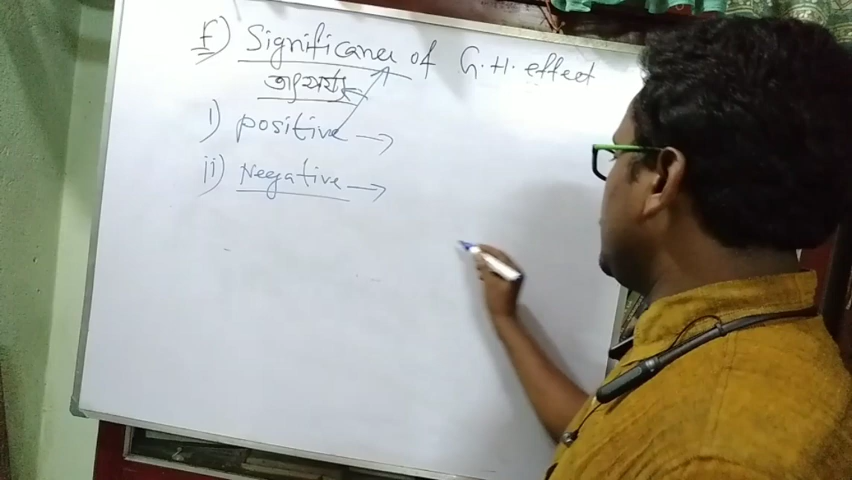 F) Significance of G.H. effect
তাৎপর্য
i) positive →
ii) Negative →